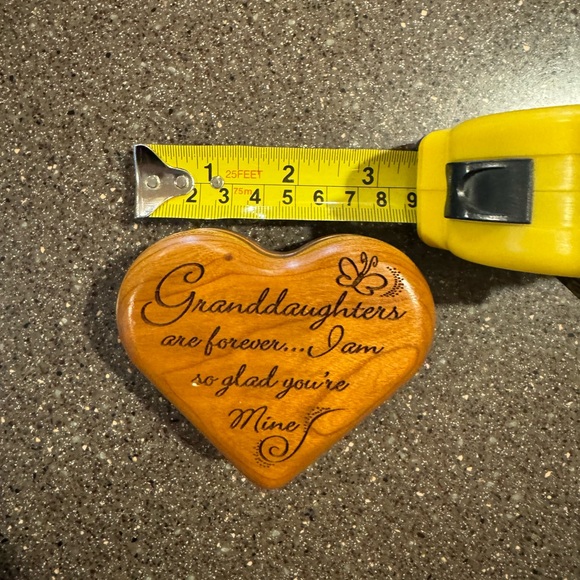 1 25FEET 2 3
2 3 75m 4 5 6 7 8 9
Granddaughters
are forever...I am
so glad you're
Mine